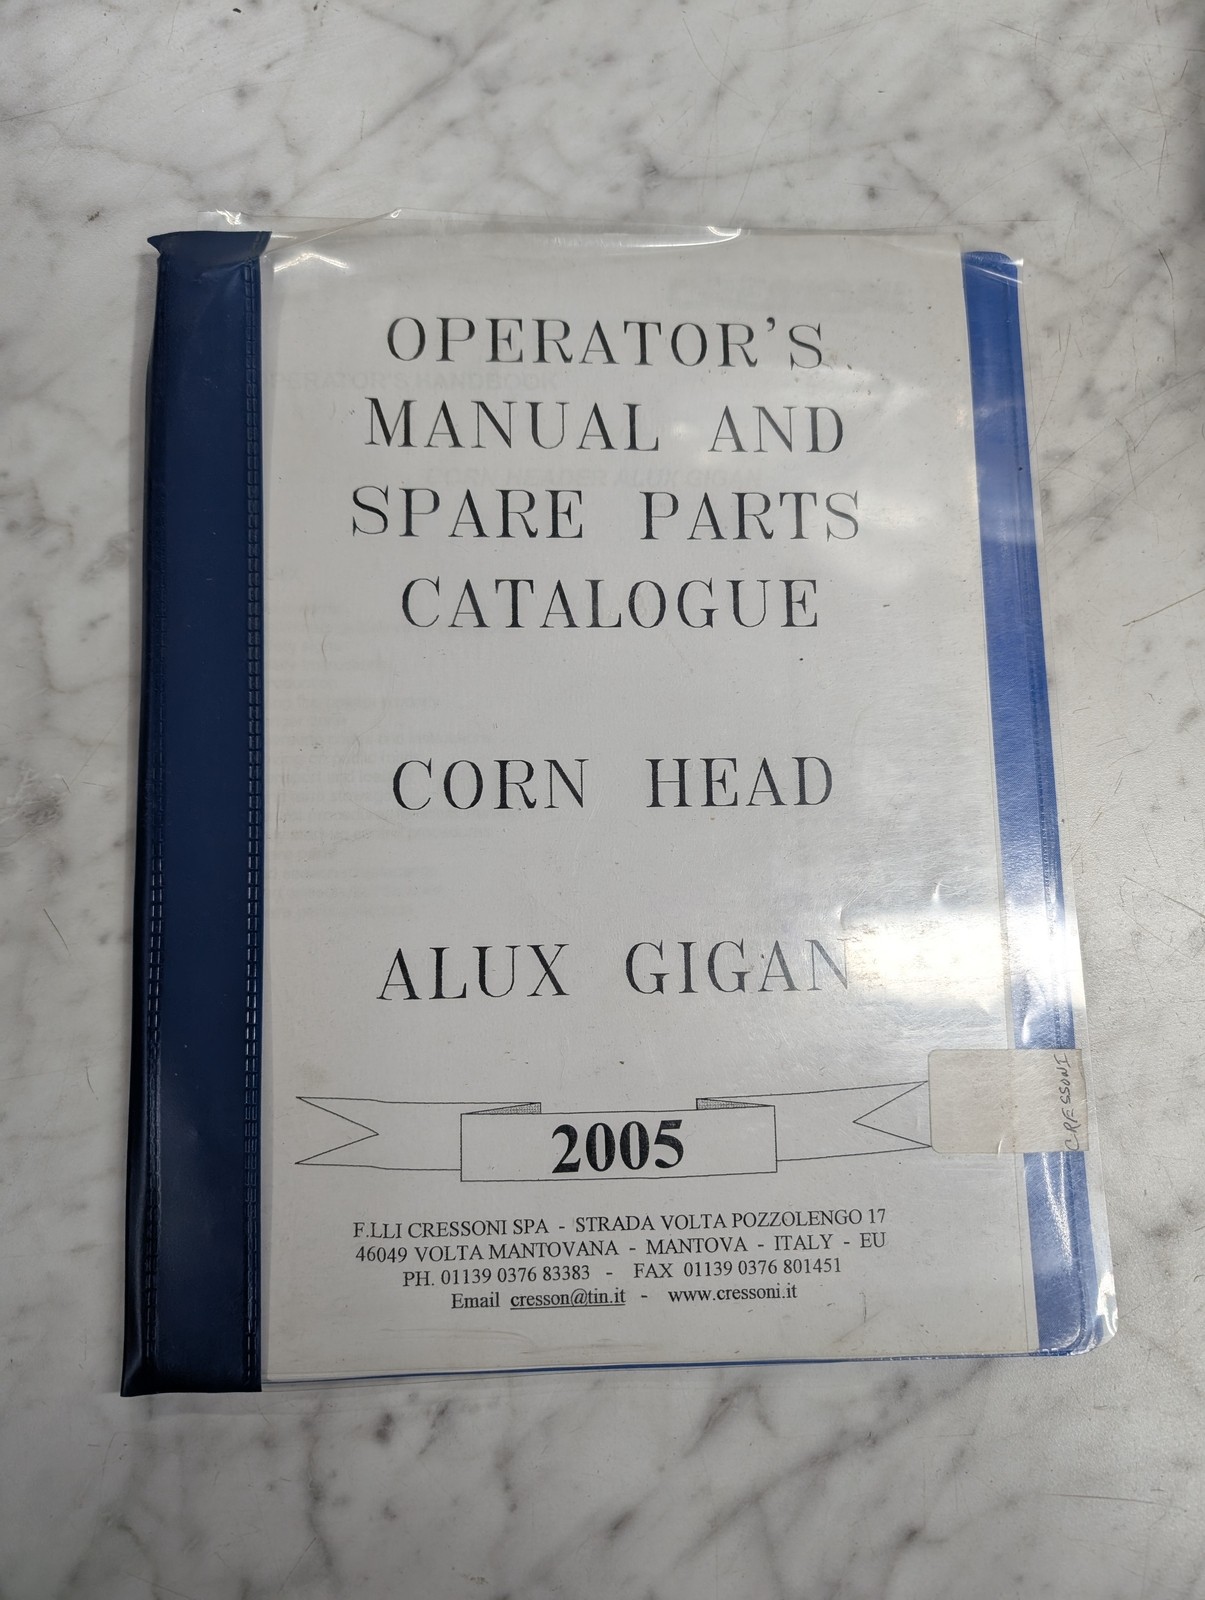 OPERATOR'S
MANUAL AND
SPARE PARTS
CATALOGUE
CORN HEAD
ALUX GIGAN
CRESSONI
2005
F.LLI CRESSONI SPA - STRADA VOLTA POZZOLENGO 17
46049 VOLTA MANTOVANA - MANTOVA - ITALY - EU
PH. 01139 0376 83383 - FAX 01139 0376 801451
Email cresson@tin.it - www.cressoni.it